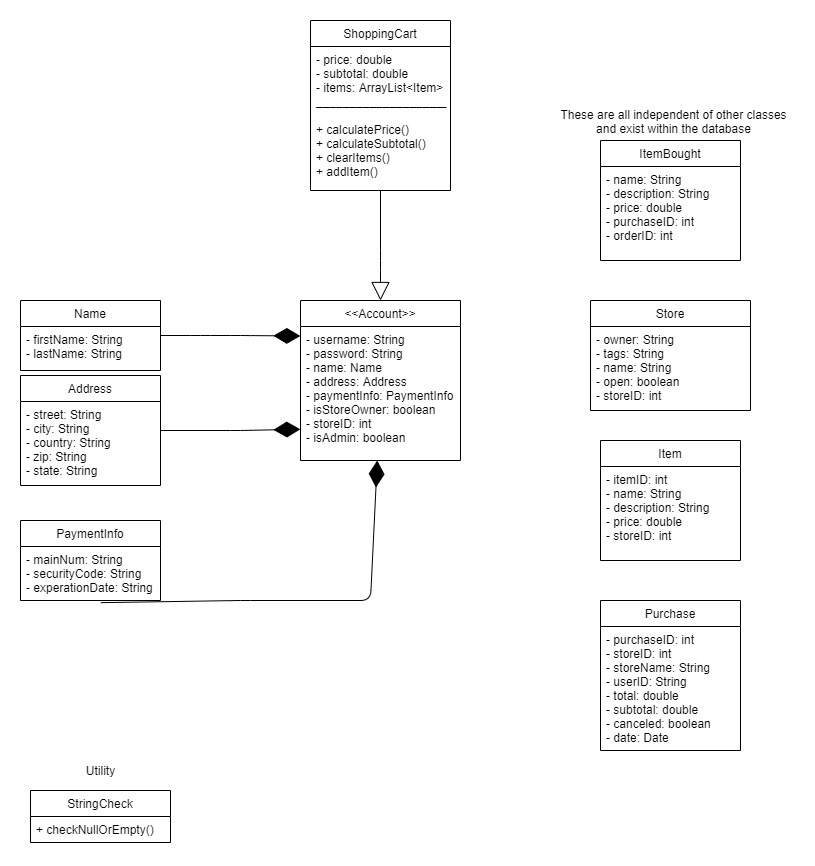 ShoppingCart
- price: double
- subtotal: double
- items: ArrayList<Item>
+ calculatePrice()
+ calculateSubtotal()
+ clearItems()
+ addItem()
These are all independent of other classes
and exist within the database
ItemBought
- name: String
- description: String
- price: double
- purchaseID: int
- orderID: int
Name
- firstName: String
- lastName: String
<<Account>>
- username: String
- password: String
- name: Name
- address: Address
- paymentInfo: PaymentInfo
- isStoreOwner: boolean
- storeID: int
- isAdmin: boolean
Store
- owner: String
- tags: String
- name: String
- open: boolean
- storeID: int
Address
- street: String
- city: String
- country: String
- zip: String
- state: String
Item
- itemID: int
- name: String
- description: String
- price: double
- storeID: int
PaymentInfo
- mainNum: String
- securityCode: String
- experationDate: String
Purchase
- purchaseID: int
- storeID: int
- storeName: String
- userID: String
- total: double
- subtotal: double
- canceled: boolean
- date: Date
Utility
StringCheck
+ checkNullOrEmpty()